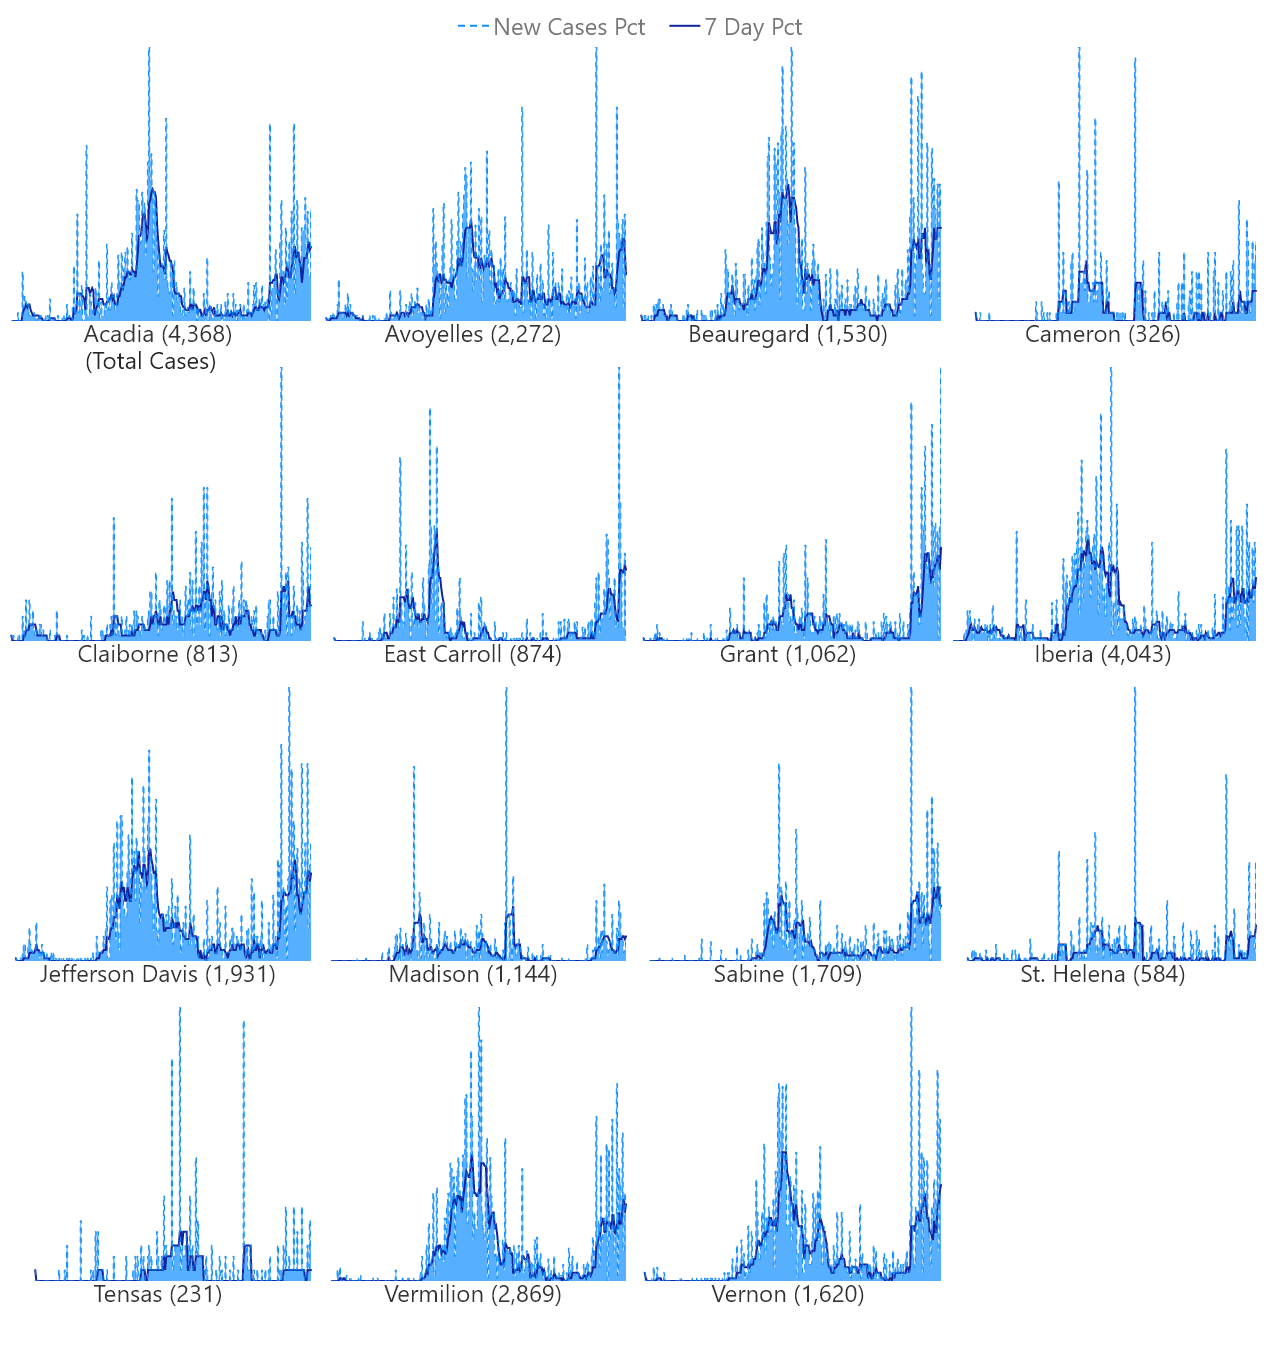 New Cases Pct 7 Day Pct
Acadia (4,368) Avoyelles (2,272) Beauregard (1,530) Cameron (326)
(Total Cases)
Claiborne (813) East Carroll (874) Grant (1,062) Iberia (4,043)
Jefferson Davis (1,931) Madison (1,144) Sabine (1,709) St. Helena (584)
Tensas (231) Vermilion (2,869) Vernon (1,620)